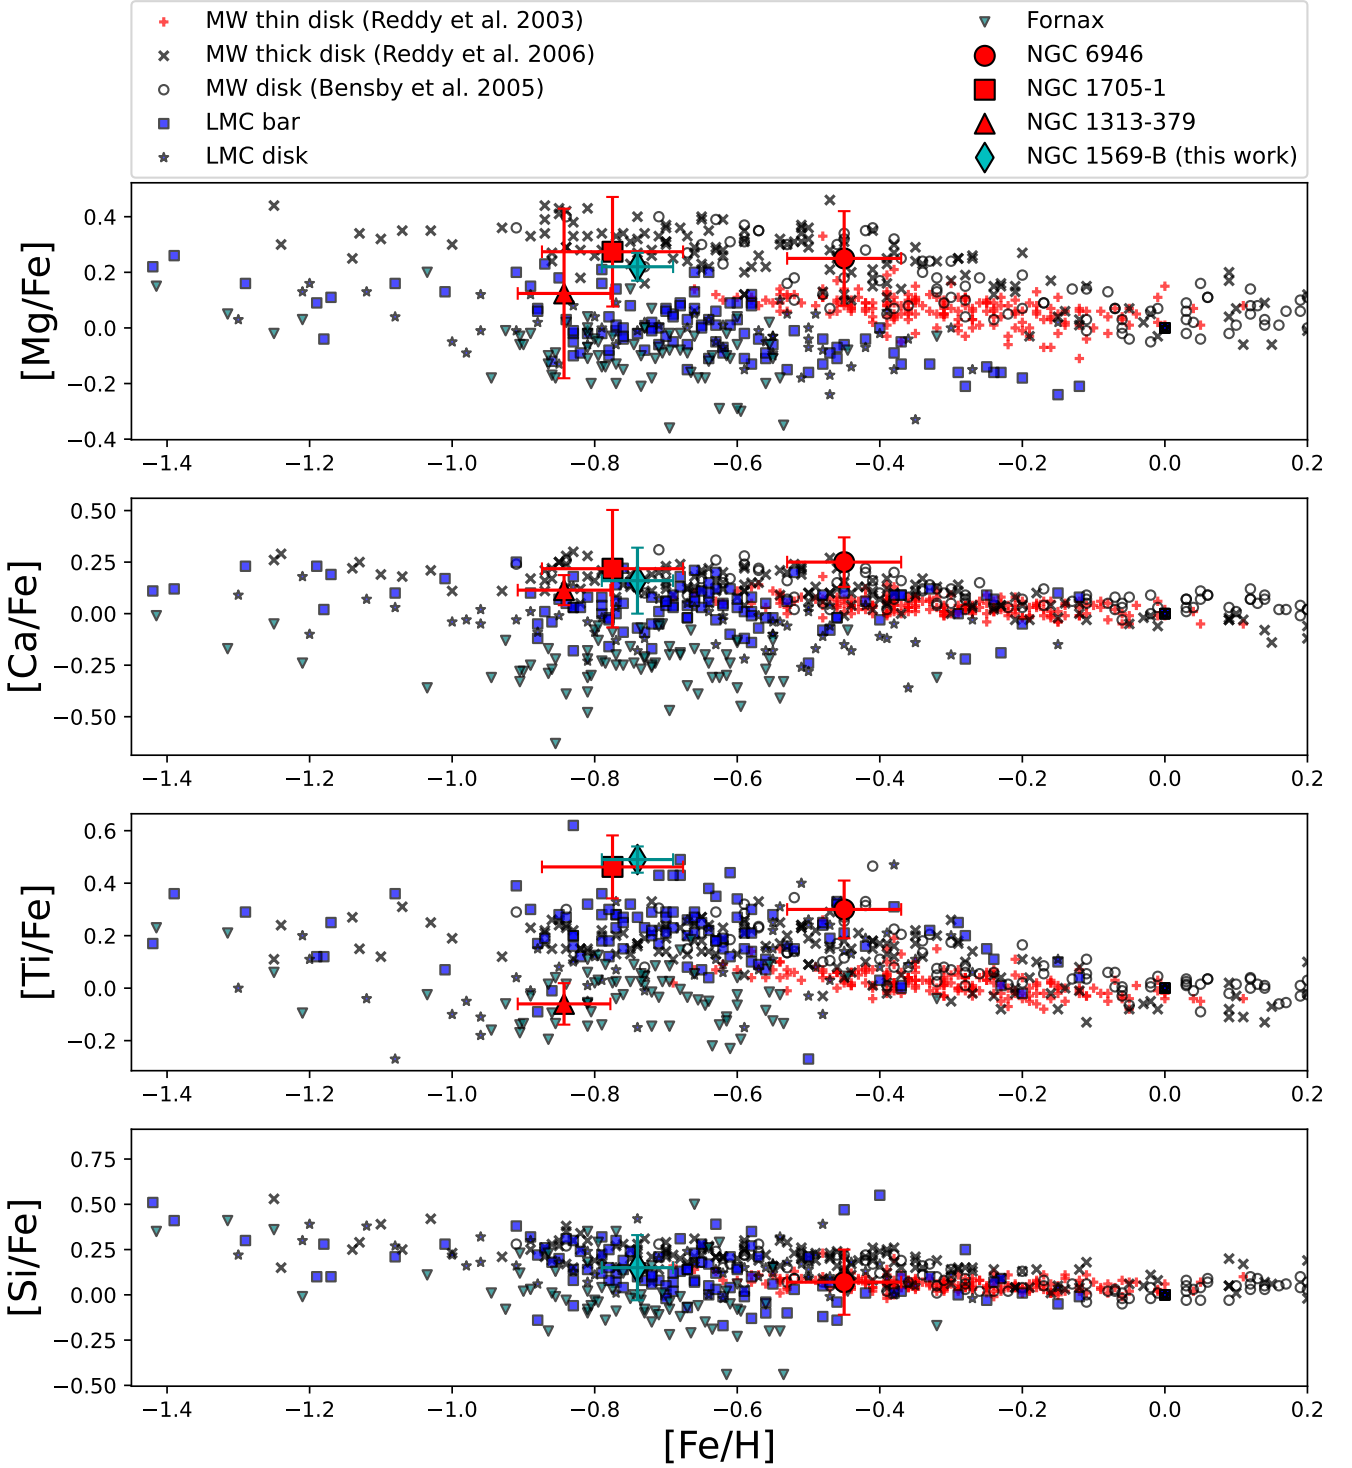 MW thin disk (Reddy et al. 2003)
MW thick disk (Reddy et al. 2006)
MW disk (Bensby et al. 2005)
LMC bar
LMC disk
Fornax
NGC 6946
NGC 1705-1
NGC 1313-379
NGC 1569-B (this work)
[Mg/Fe]
0.4
0.2
0.0
−0.2
−0.4
−1.4 −1.2 −1.0 −0.8 −0.6 −0.4 −0.2 0.0 0.2
[Ca/Fe]
0.50
0.25
0.00
−0.25
−0.50
−1.4 −1.2 −1.0 −0.8 −0.6 −0.4 −0.2 0.0 0.2
[Ti/Fe]
0.6
0.4
0.2
0.0
−0.2
−1.4 −1.2 −1.0 −0.8 −0.6 −0.4 −0.2 0.0 0.2
[Si/Fe]
0.75
0.50
0.25
0.00
−0.25
−0.50
−1.4 −1.2 −1.0 −0.8 −0.6 −0.4 −0.2 0.0 0.2
[Fe/H]